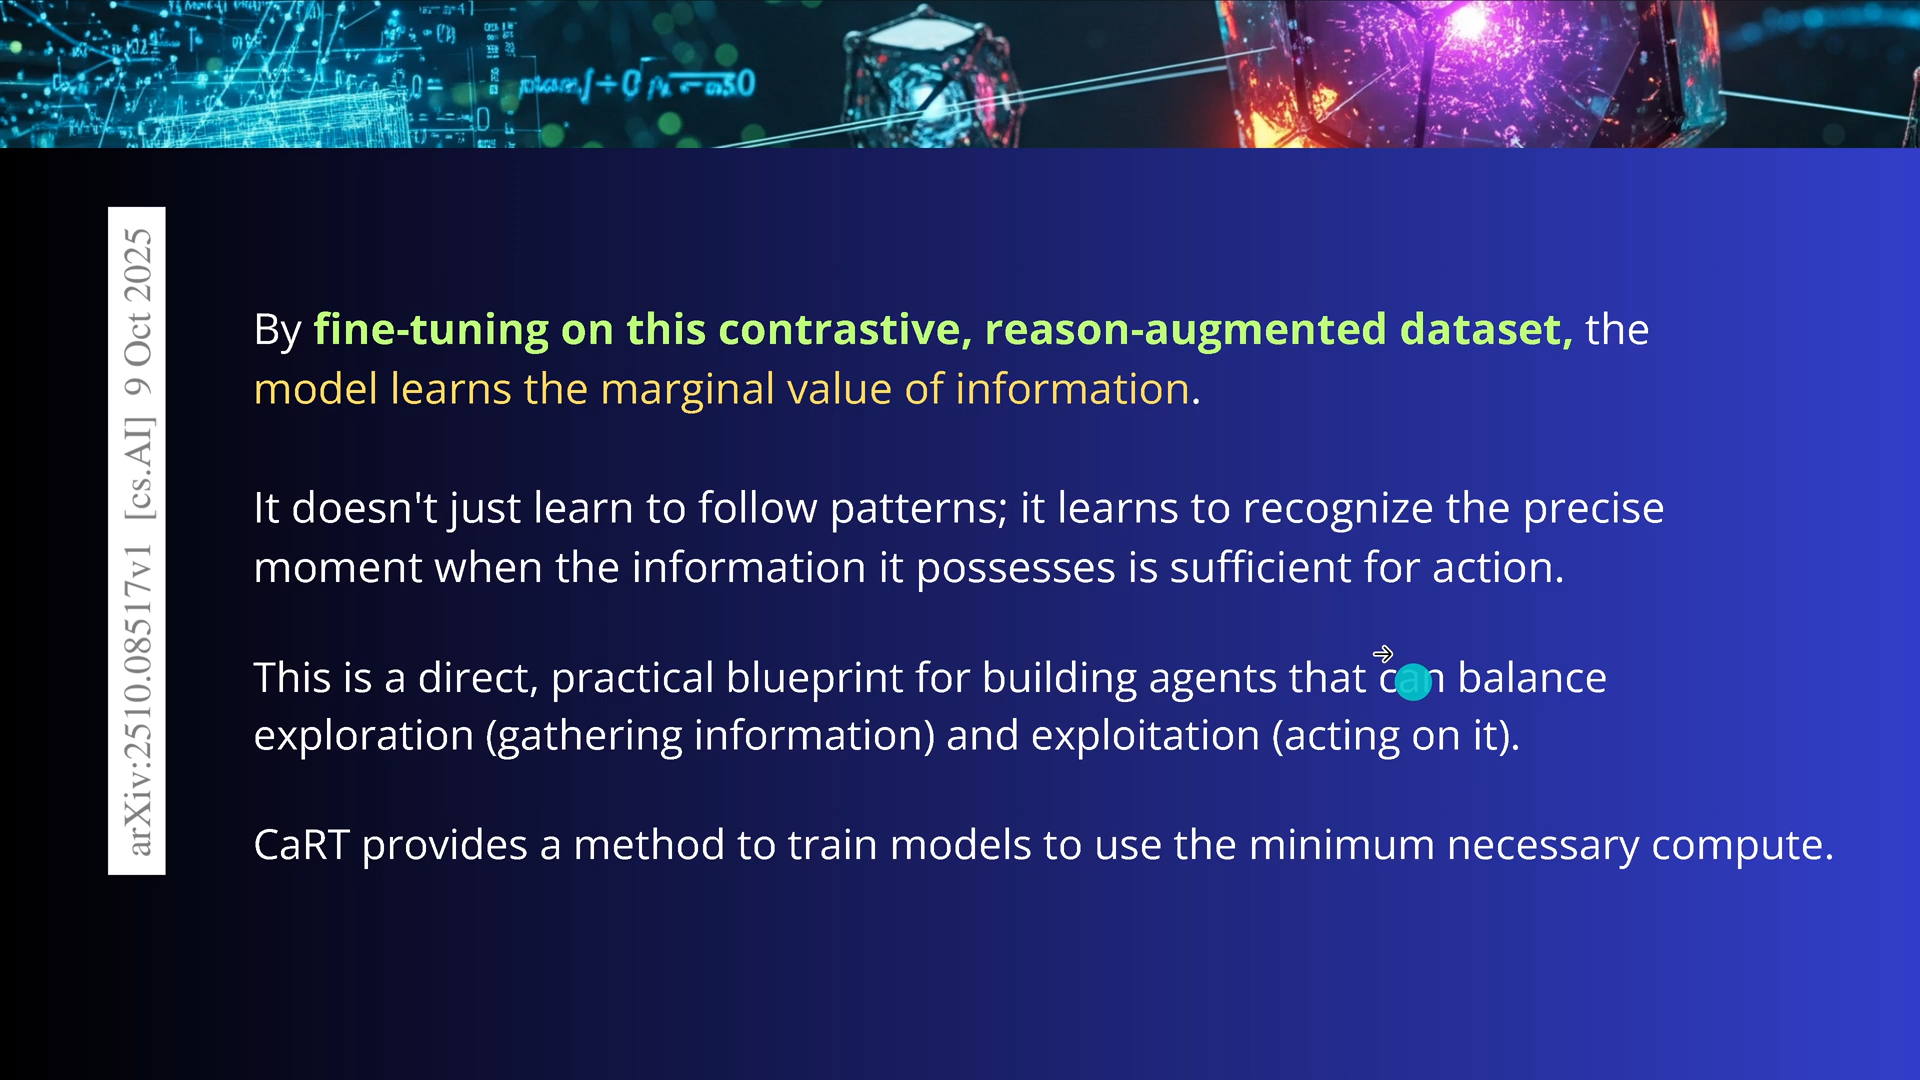 arXiv:2510.08517v1 [cs.AI] 9 Oct 2025
By fine-tuning on this contrastive, reason-augmented dataset, the
model learns the marginal value of information.
It doesn't just learn to follow patterns; it learns to recognize the precise
moment when the information it possesses is sufficient for action.
This is a direct, practical blueprint for building agents that can balance
exploration (gathering information) and exploitation (acting on it).
CaRT provides a method to train models to use the minimum necessary compute.